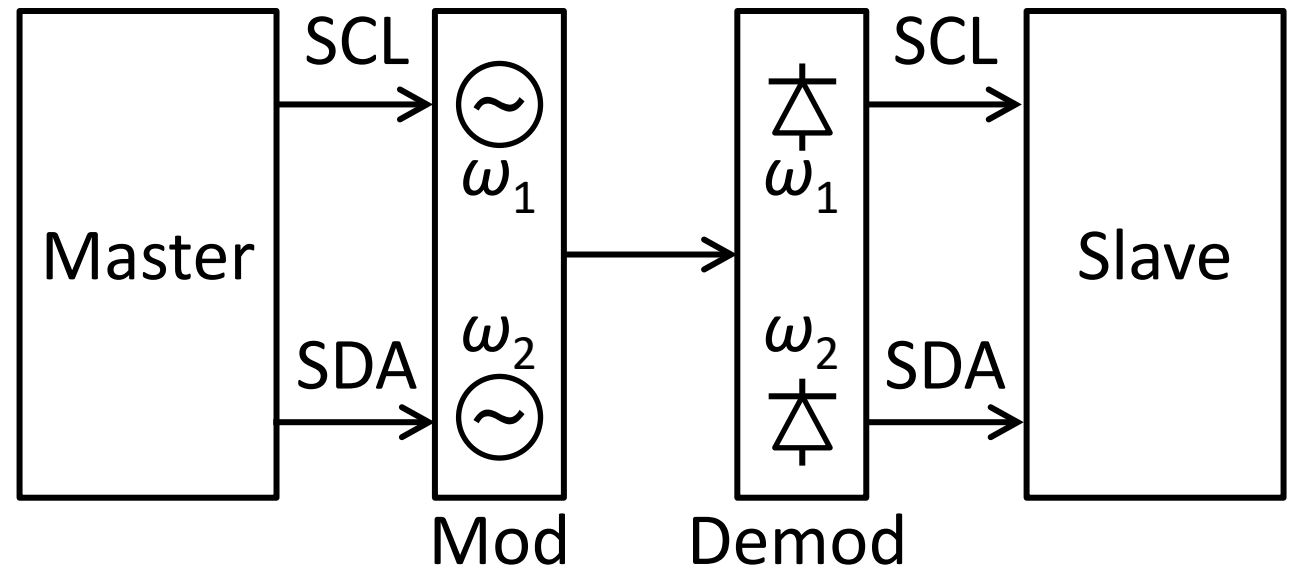 SCL
SCL
ω1
ω1
Master
Slave
ω2
ω2
SDA
SDA
Mod
Demod